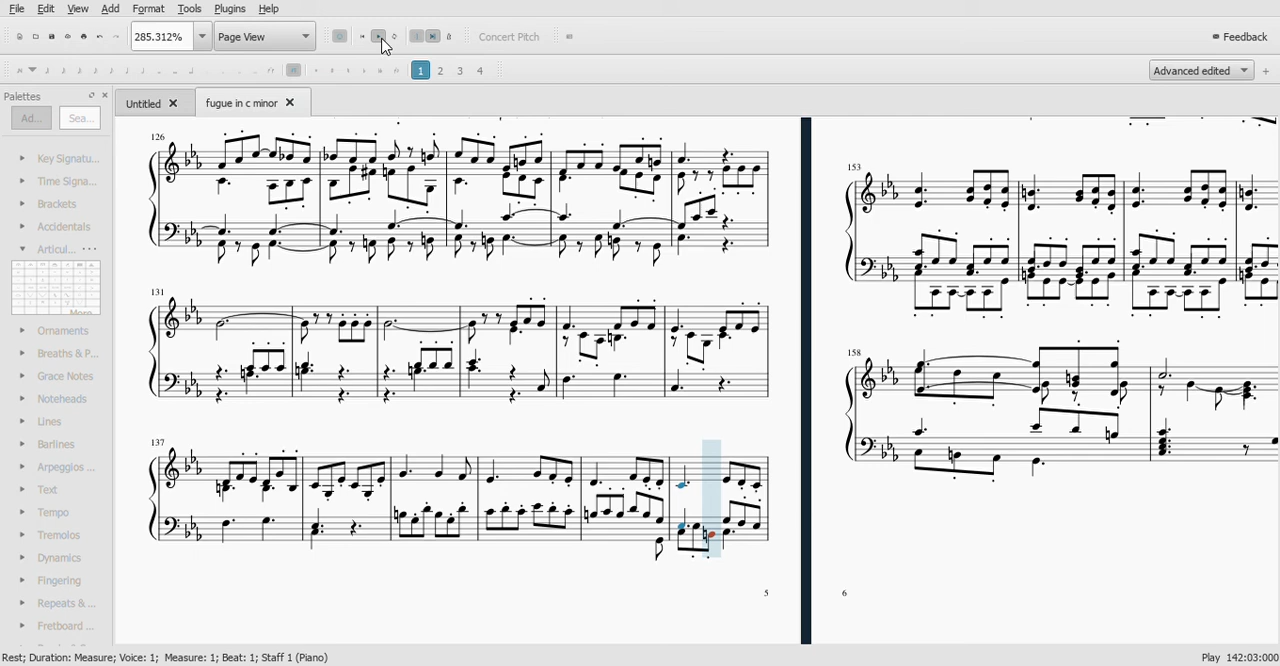 File Edit View Add Format Tools Plugins Help
285.312% Page View Concert Pitch Feedback
1 2 3 4 Advanced edited +
Palettes
Untitled fugue in c minor
Ad... Sea...
Key Signatu...
Time Signa...
Brackets
Accidentals
Articul... ...
More
Ornaments
Breaths & P...
Grace Notes
Noteheads
Lines
Barlines
Arpeggios ...
Text
Tempo
Tremolos
Dynamics
Fingering
Repeats & ...
Fretboard ...
126
131
137
5
153
158
6
Rest; Duration: Measure; Voice: 1; Measure: 1; Beat: 1; Staff 1 (Piano) Play 142:03:000